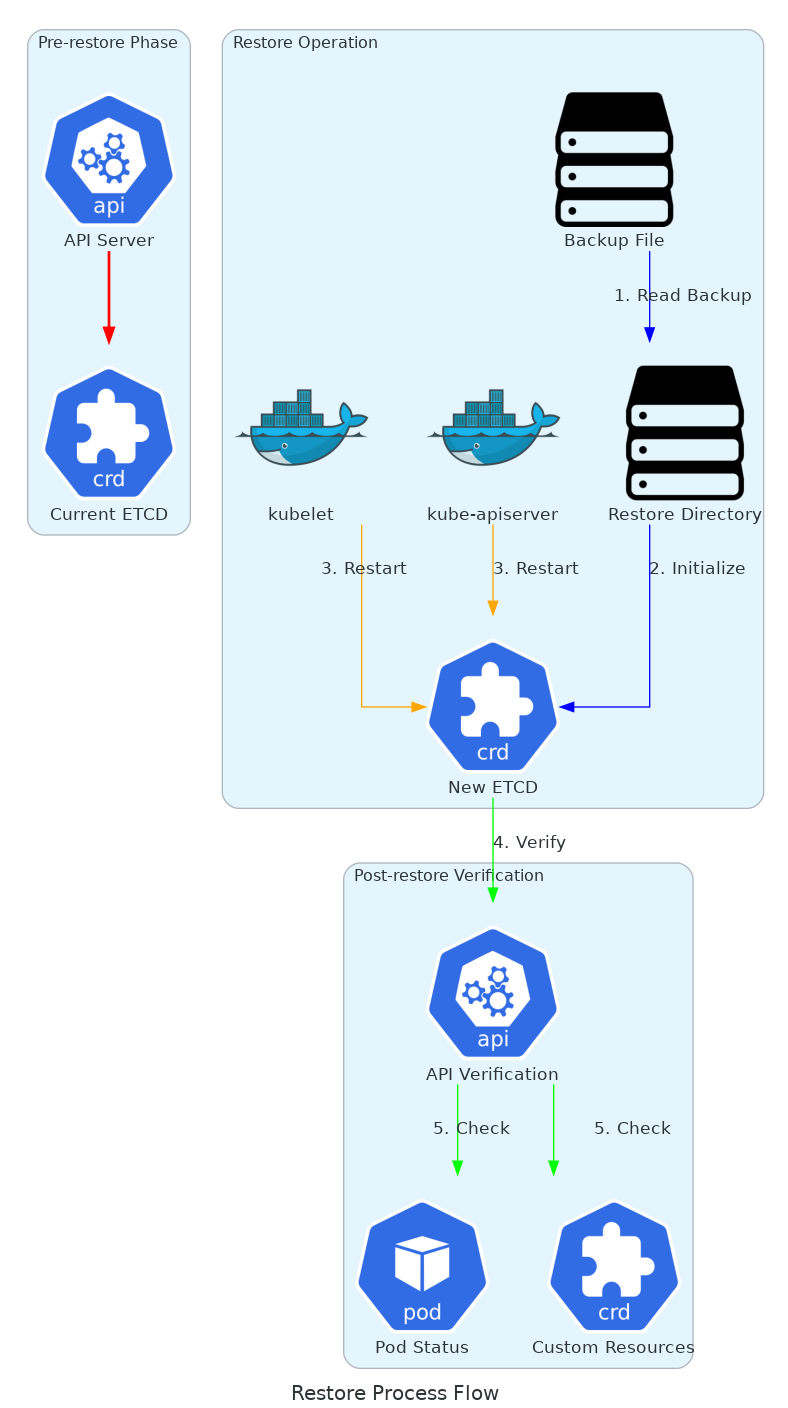 Pre-restore Phase
api
API Server
crd
Current ETCD
Restore Operation
Backup File
1. Read Backup
kubelet
kube-apiserver
Restore Directory
3. Restart
3. Restart
2. Initialize
crd
New ETCD
4. Verify
Post-restore Verification
api
API Verification
5. Check
5. Check
pod
Pod Status
crd
Custom Resources
Restore Process Flow